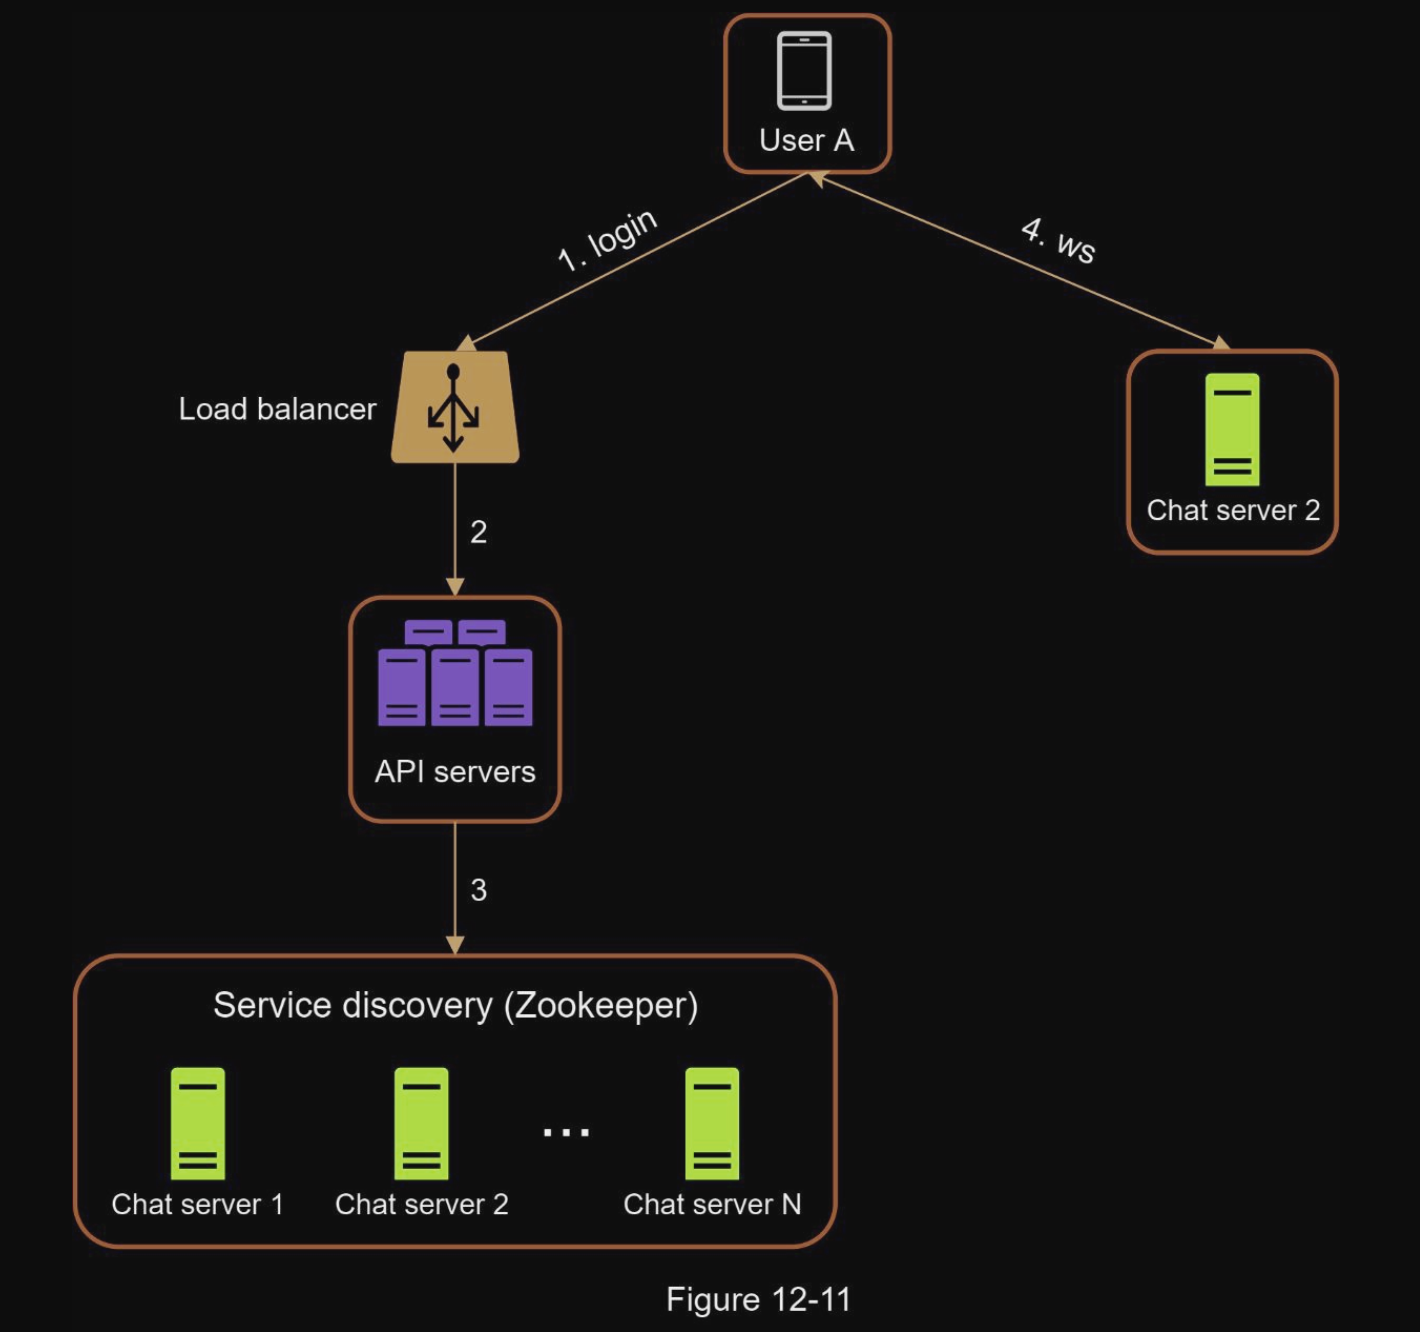 User A
1. login
4. ws
Load balancer
Chat server 2
2
API servers
3
Service discovery (Zookeeper)
...
Chat server 1
Chat server 2
Chat server N
Figure 12-11